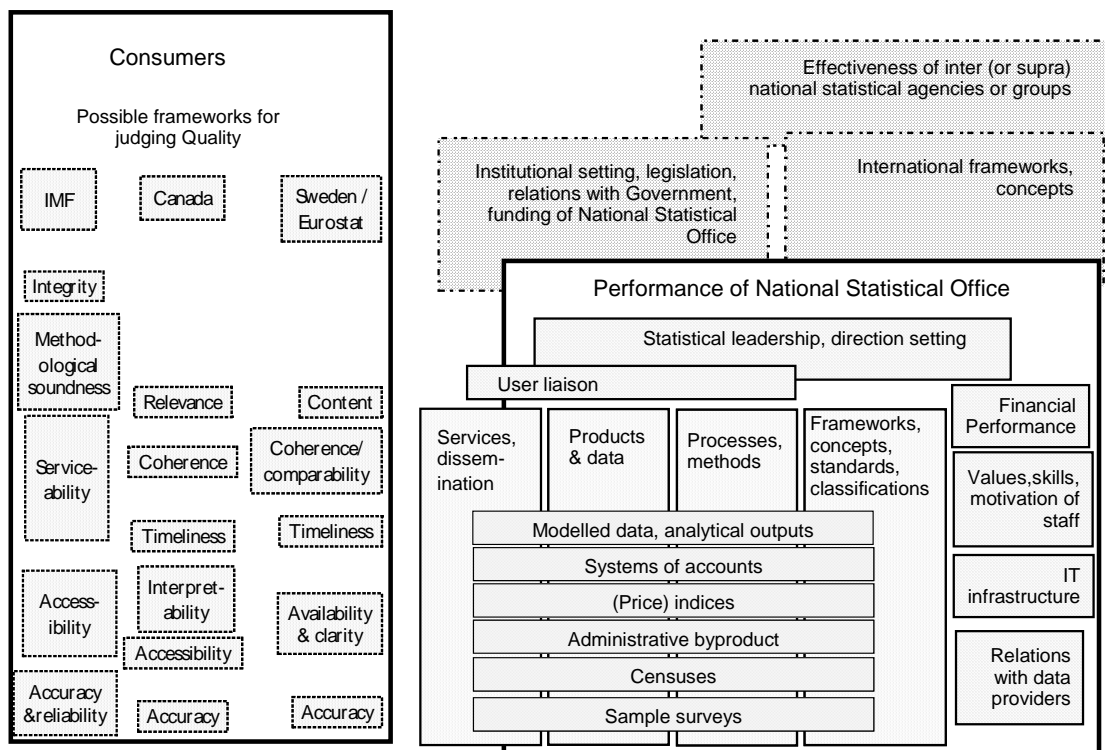 Consumers
Possible frameworks for
judging Quality
IMF
Canada
Sweden /
Eurostat
Integrity
Method-
ological
soundness
Relevance
Content
Service-
ability
Coherence
Coherence/
comparability
Timeliness
Timeliness
Access-
ibility
Interpret-
ability
Availability
& clarity
Accessibility
Accuracy
&reliability
Accuracy
Accuracy
Effectiveness of inter (or supra)
national statistical agencies or groups
Institutional setting, legislation,
relations with Government,
funding of National Statistical
Office
International frameworks,
concepts
Performance of National Statistical Office
Statistical leadership, direction setting
User liaison
Services,
dissem-
ination
Products
& data
Processes,
methods
Frameworks,
concepts,
standards,
classifications
Financial
Performance
Values,skills,
motivation of
staff
IT
infrastructure
Relations
with data
providers
Modelled data, analytical outputs
Systems of accounts
(Price) indices
Administrative byproduct
Censuses
Sample surveys